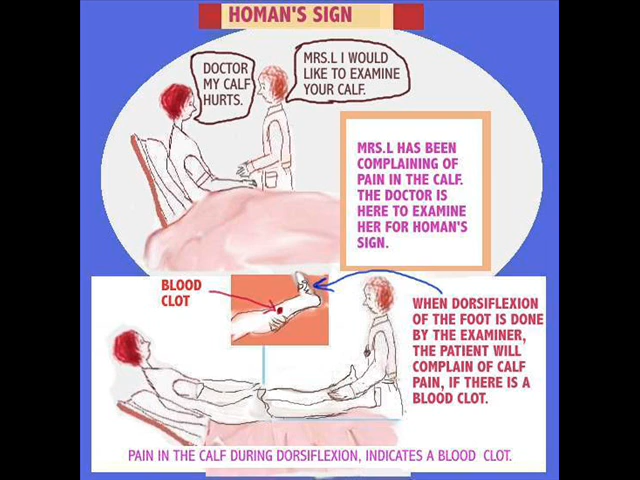 HOMAN'S SIGN
DOCTOR
MY CALF
HURTS.
MRS.L I WOULD
LIKE TO EXAMINE
YOUR CALF.
MRS.L HAS BEEN
COMPLAINING OF
PAIN IN THE CALF.
THE DOCTOR IS
HERE TO EXAMINE
HER FOR HOMAN'S
SIGN.
BLOOD
CLOT
WHEN DORSIFLEXION
OF THE FOOT IS DONE
BY THE EXAMINER,
THE PATIENT WILL
COMPLAIN OF CALF
PAIN, IF THERE IS A
BLOOD CLOT.
PAIN IN THE CALF DURING DORSIFLEXION, INDICATES A BLOOD CLOT.